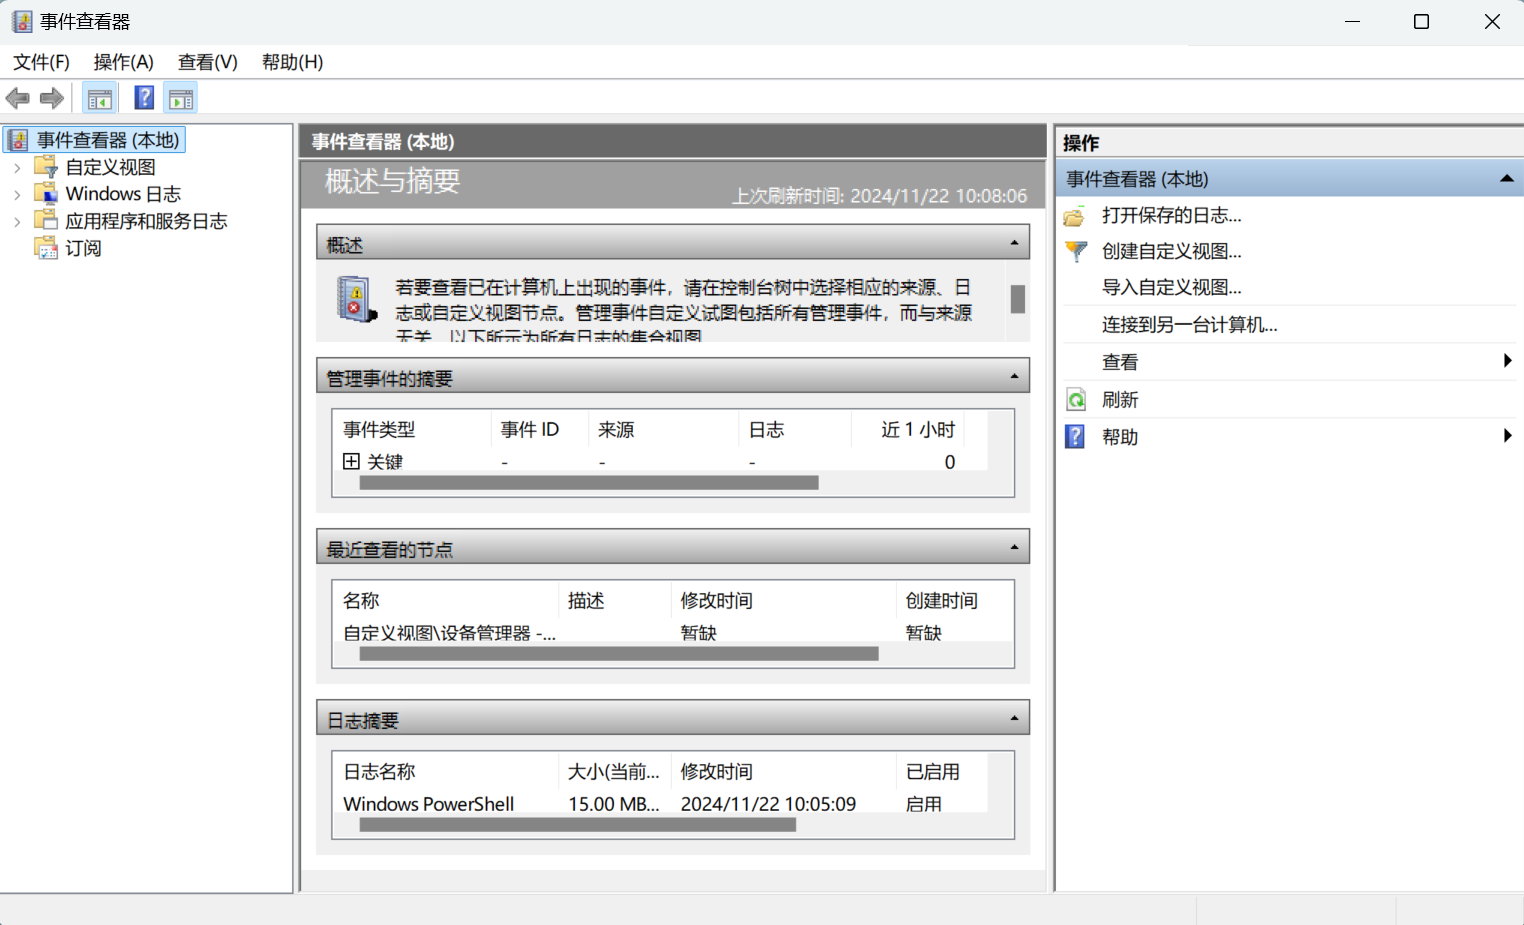 事件查看器
文件(F) 操作(A) 查看(V) 帮助(H)
事件查看器 (本地)
自定义视图
Windows 日志
应用程序和服务日志
订阅
事件查看器 (本地)
概述与摘要
上次刷新时间: 2024/11/22 10:08:06
概述
若要查看已在计算机上出现的事件，请在控制台树中选择相应的来源、日
志或自定义视图节点。管理事件自定义试图包括所有管理事件，而与来源
无关。以下所示为所有日志的集合视图
管理事件的摘要
事件类型 事件 ID 来源 日志 近 1 小时
关键 - - - 0
最近查看的节点
名称 描述 修改时间 创建时间
自定义视图\设备管理器 -... 暂缺 暂缺
日志摘要
日志名称 大小(当前... 修改时间 已启用
Windows PowerShell 15.00 MB... 2024/11/22 10:05:09 启用
操作
事件查看器 (本地)
打开保存的日志...
创建自定义视图...
导入自定义视图...
连接到另一台计算机...
查看
刷新
帮助